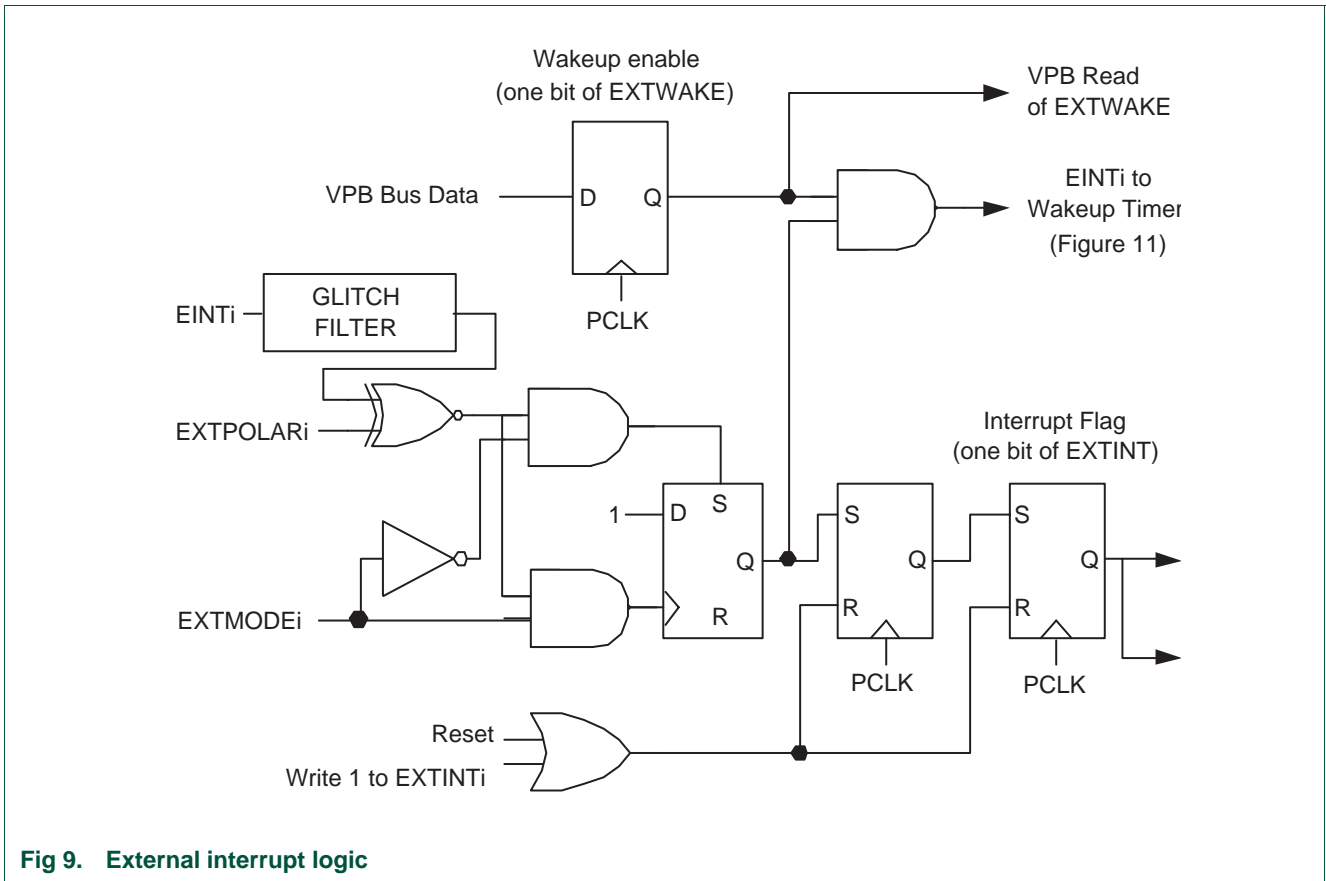 Wakeup enable
(one bit of EXTWAKE)
VPB Read
of EXTWAKE
VPB Bus Data
D
Q
EINTi to
Wakeup Timer
(Figure 11)
PCLK
EINTi
GLITCH
FILTER
EXTPOLARi
Interrupt Flag
(one bit of EXTINT)
1
D
S
Q
R
S
Q
R
S
Q
R
EXTMODEi
PCLK
PCLK
Reset
Write 1 to EXTINTi
Fig 9. External interrupt logic